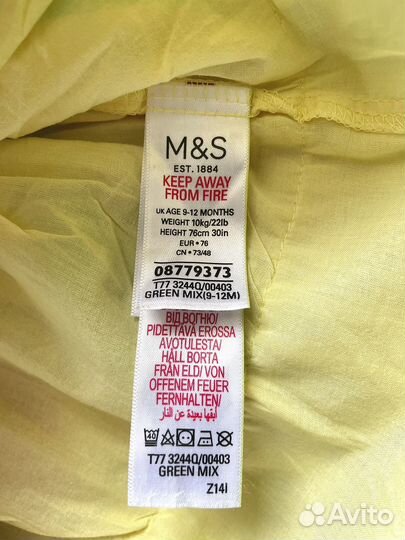 M&S
EST. 1884
KEEP AWAY
FROM FIRE
UK AGE 9-12 MONTHS
WEIGHT 10kg/22lb
HEIGHT 76cm 30in
EUR • 76
CN • 73/48
08779373
T77 3244Q/00403
GREEN MIX(9-12M)
ВІД ВОГНЮ/
PIDETTÄVÄ EROSSA
AVOTULESTA/
HÅLL BORTA
FRÅN ELD/VON
OFFENEM FEUER
FERNHALTEN/
أبقها بعيدة عن النار
40
T77 3244Q/00403
GREEN MIX
Z14I
Avito